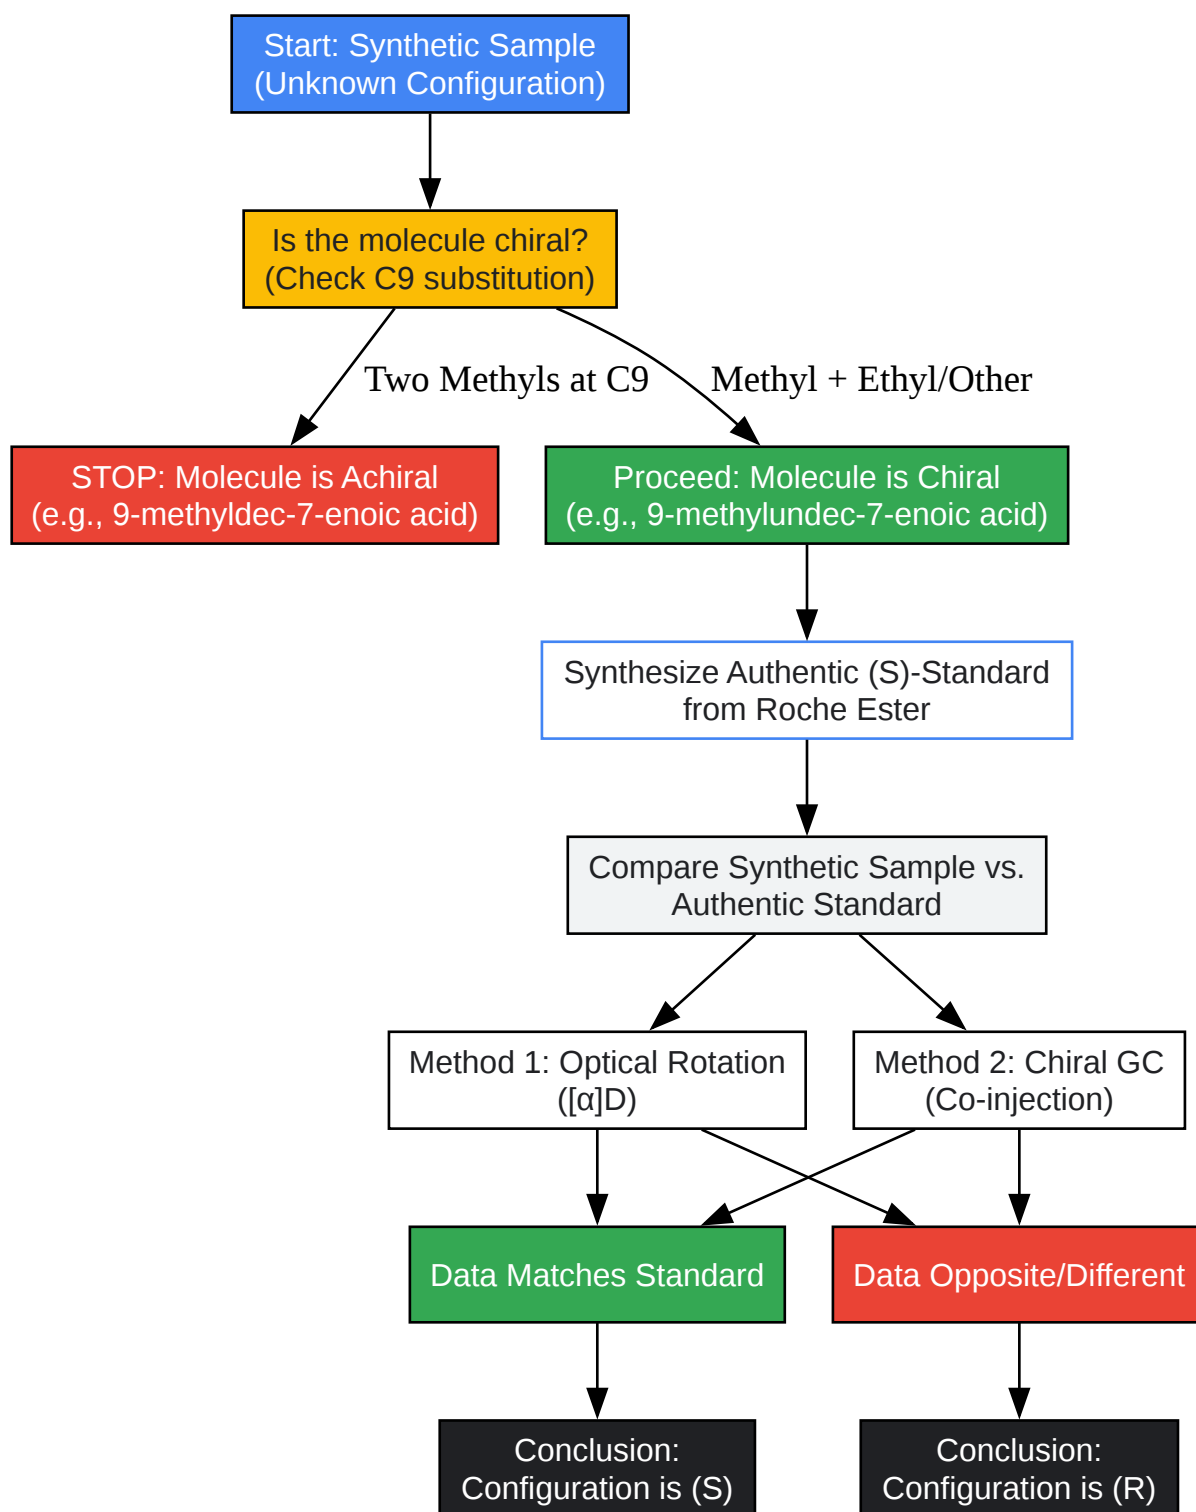 Start: Synthetic Sample
(Unknown Configuration)
Is the molecule chiral?
(Check C9 substitution)
Two Methyls at C9
Methyl + Ethyl/Other
STOP: Molecule is Achiral
(e.g., 9-methyldec-7-enoic acid)
Proceed: Molecule is Chiral
(e.g., 9-methylundec-7-enoic acid)
Synthesize Authentic (S)-Standard
from Roche Ester
Compare Synthetic Sample vs.
Authentic Standard
Method 1: Optical Rotation
([α]D)
Method 2: Chiral GC
(Co-injection)
Data Matches Standard
Data Opposite/Different
Conclusion:
Configuration is (S)
Conclusion:
Configuration is (R)